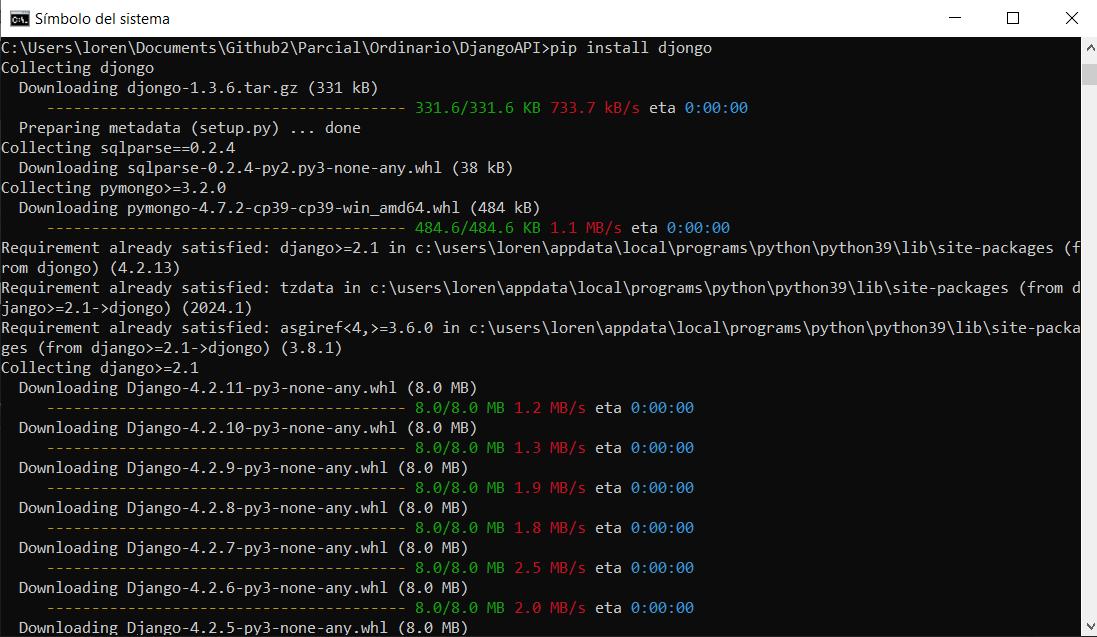 Símbolo del sistema
C:\Users\loren\Documents\Github2\Parcial\Ordinario\DjangoAPI>pip install djongo
Collecting djongo
  Downloading djongo-1.3.6.tar.gz (331 kB)
     ---------------------------------------- 331.6/331.6 KB 733.7 kB/s eta 0:00:00
  Preparing metadata (setup.py) ... done
Collecting sqlparse==0.2.4
  Downloading sqlparse-0.2.4-py2.py3-none-any.whl (38 kB)
Collecting pymongo>=3.2.0
  Downloading pymongo-4.7.2-cp39-cp39-win_amd64.whl (484 kB)
     ---------------------------------------- 484.6/484.6 KB 1.1 MB/s eta 0:00:00
Requirement already satisfied: django>=2.1 in c:\users\loren\appdata\local\programs\python\python39\lib\site-packages (f
rom djongo) (4.2.13)
Requirement already satisfied: tzdata in c:\users\loren\appdata\local\programs\python\python39\lib\site-packages (from d
jango>=2.1->djongo) (2024.1)
Requirement already satisfied: asgiref<4,>=3.6.0 in c:\users\loren\appdata\local\programs\python\python39\lib\site-packa
ges (from django>=2.1->djongo) (3.8.1)
Collecting django>=2.1
  Downloading Django-4.2.11-py3-none-any.whl (8.0 MB)
     ---------------------------------------- 8.0/8.0 MB 1.2 MB/s eta 0:00:00
  Downloading Django-4.2.10-py3-none-any.whl (8.0 MB)
     ---------------------------------------- 8.0/8.0 MB 1.3 MB/s eta 0:00:00
  Downloading Django-4.2.9-py3-none-any.whl (8.0 MB)
     ---------------------------------------- 8.0/8.0 MB 1.9 MB/s eta 0:00:00
  Downloading Django-4.2.8-py3-none-any.whl (8.0 MB)
     ---------------------------------------- 8.0/8.0 MB 1.8 MB/s eta 0:00:00
  Downloading Django-4.2.7-py3-none-any.whl (8.0 MB)
     ---------------------------------------- 8.0/8.0 MB 2.5 MB/s eta 0:00:00
  Downloading Django-4.2.6-py3-none-any.whl (8.0 MB)
     ---------------------------------------- 8.0/8.0 MB 2.0 MB/s eta 0:00:00
  Downloading Django-4.2.5-py3-none-any.whl (8.0 MB)